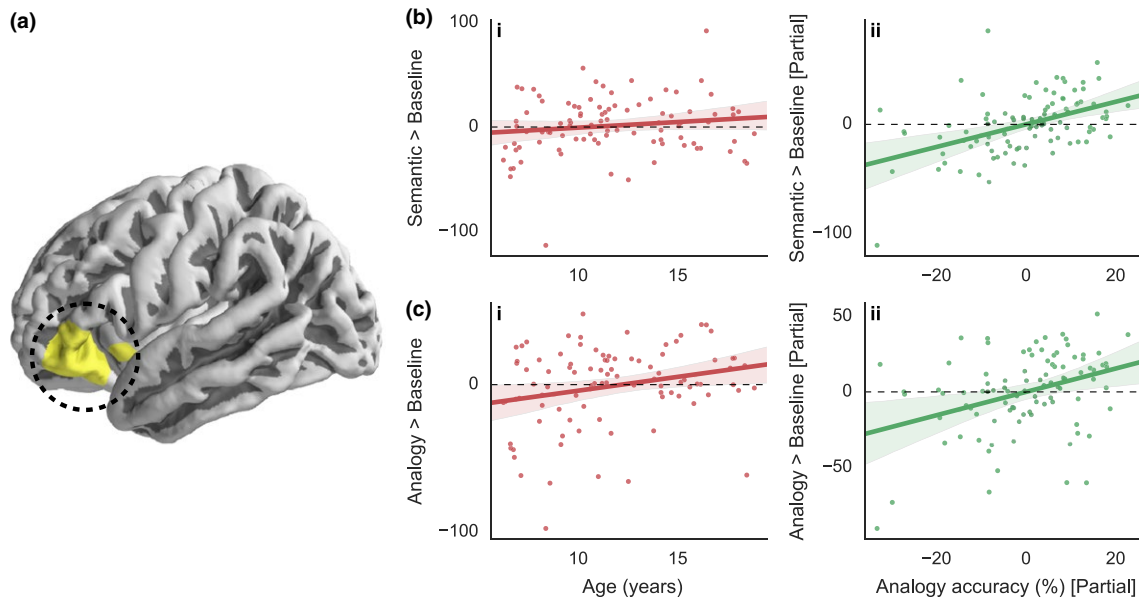 (a)
(b)
i
Semantic > Baseline
100
0
−100
10
15
ii
Semantic > Baseline [Partial]
0
−100
−20
0
20
(c)
i
Analogy > Baseline
0
−100
10
15
Age (years)
ii
Analogy > Baseline [Partial]
50
0
−50
−20
0
20
Analogy accuracy (%) [Partial]